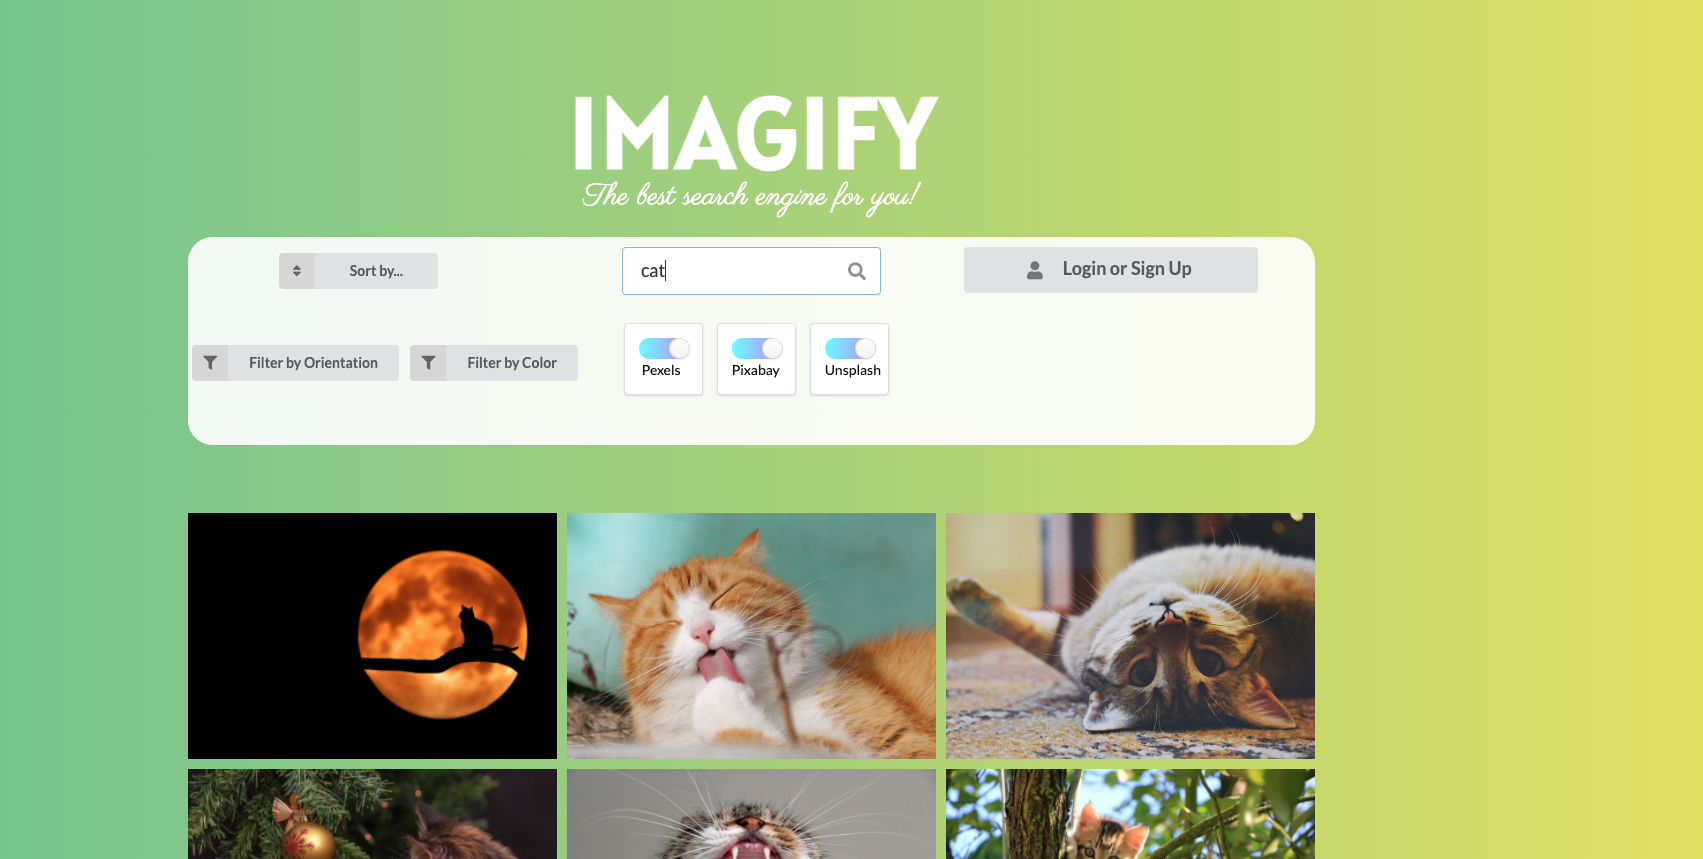 IMAGIFY
The best search engine for you!
Sort by...
cat
Login or Sign Up
Filter by Orientation
Filter by Color
Pexels
Pixabay
Unsplash